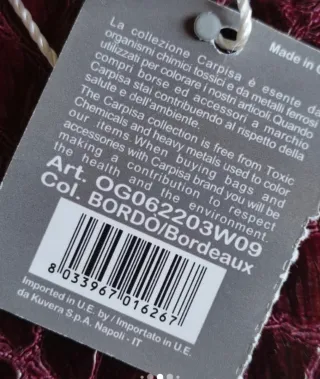 La collezione Carpisa è esente da
organismi chimici tossici e da metalli ferrosi
utilizzati per colorare i nostri articoli. Quando
compri borse ed accessori a marchio
Carpisa stai contribuendo al rispetto della
salute e dell'ambiente.
The Carpisa collection is free from Toxic
Chemicals and heavy metals used to color
our items When buying bags and
accessories with Carpisa brand you will be
making a contribution to respect
the health and the environment.
Art. OG062203W09
Col. BORDO/Bordeaux
8 033967 016267
Imported in U.E. by / Importato in U.E.
da Kuvera S.p.A. Napoli - IT
Made in